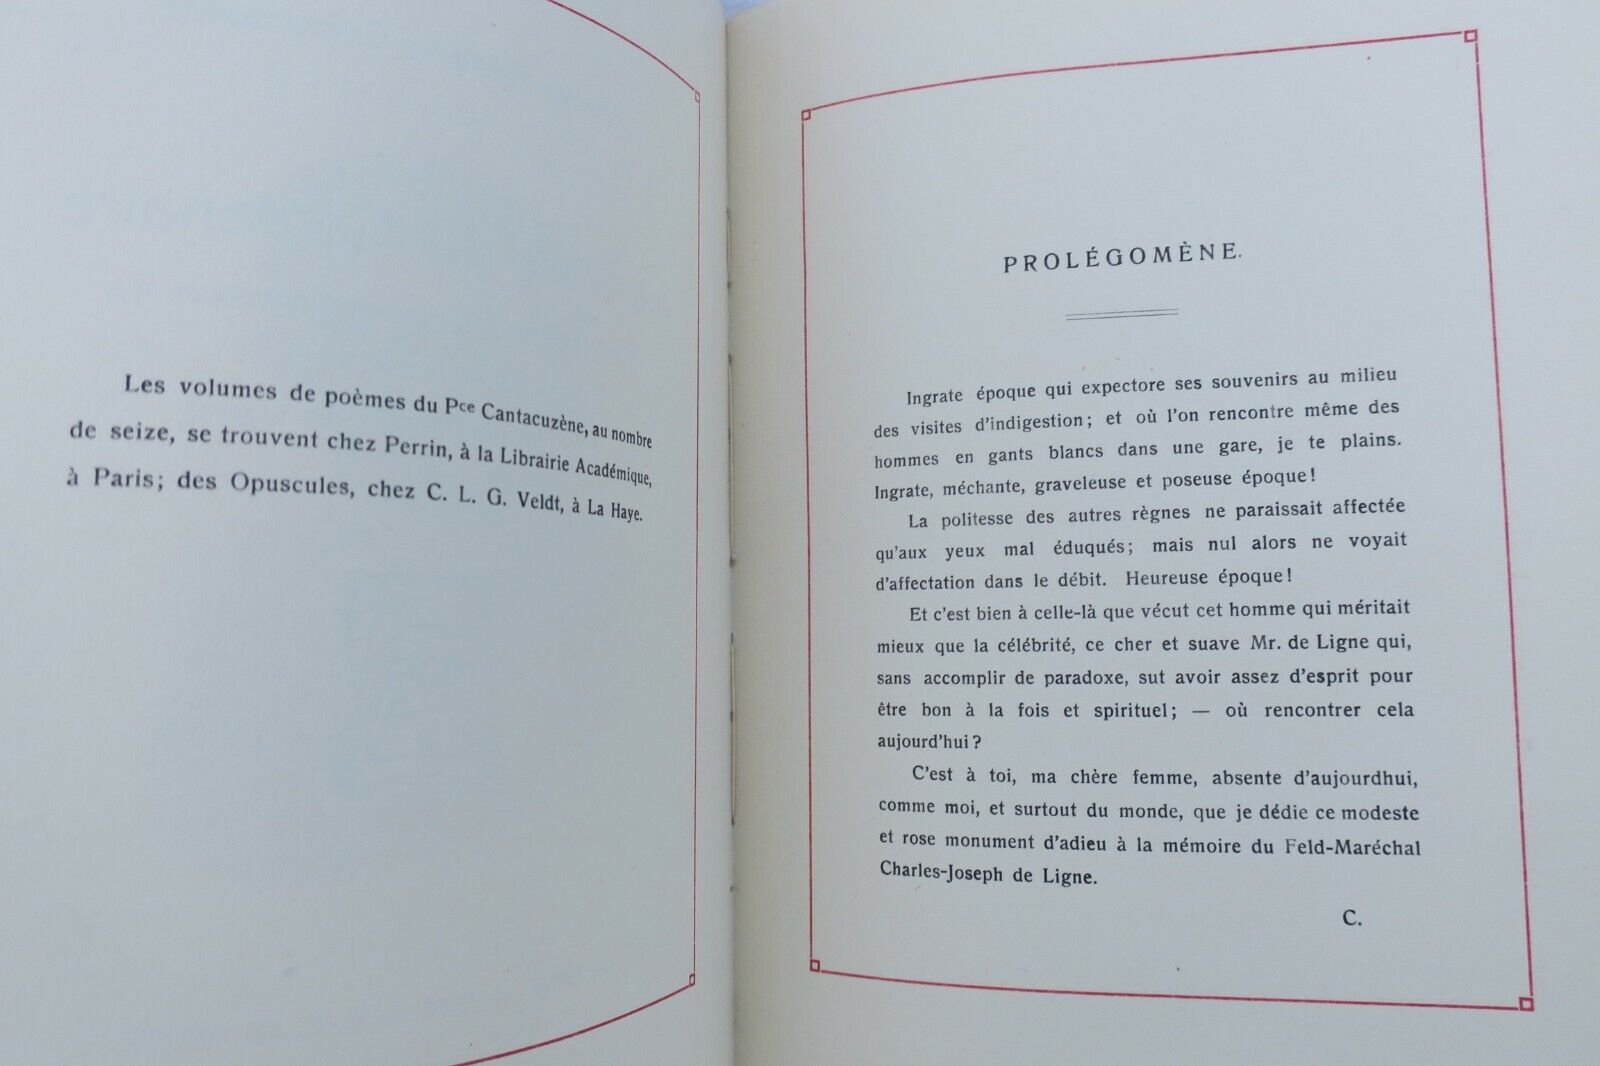 Les volumes de poèmes du Pce Cantacuzène, au nombre
de seize, se trouvent chez Perrin, à la Librairie Académique,
à Paris; des Opuscules, chez C. L. G. Veldt, à La Haye.
PROLÉGOMÈNE.
Ingrate époque qui expectore ses souvenirs au milieu
des visites d'indigestion; et où l'on rencontre même des
hommes en gants blancs dans une gare, je te plains.
Ingrate, méchante, graveleuse et poseuse époque!
La politesse des autres règnes ne paraissait affectée
qu'aux yeux mal éduqués; mais nul alors ne voyait
d'affectation dans le débit. Heureuse époque!
Et c'est bien à celle-là que vécut cet homme qui méritait
mieux que la célébrité, ce cher et suave Mr. de Ligne qui,
sans accomplir de paradoxe, sut avoir assez d'esprit pour
être bon à la fois et spirituel; — où rencontrer cela
aujourd'hui?
C'est à toi, ma chère femme, absente d'aujourdhui,
comme moi, et surtout du monde, que je dédie ce modeste
et rose monument d'adieu à la mémoire du Feld-Maréchal
Charles-Joseph de Ligne.
C.